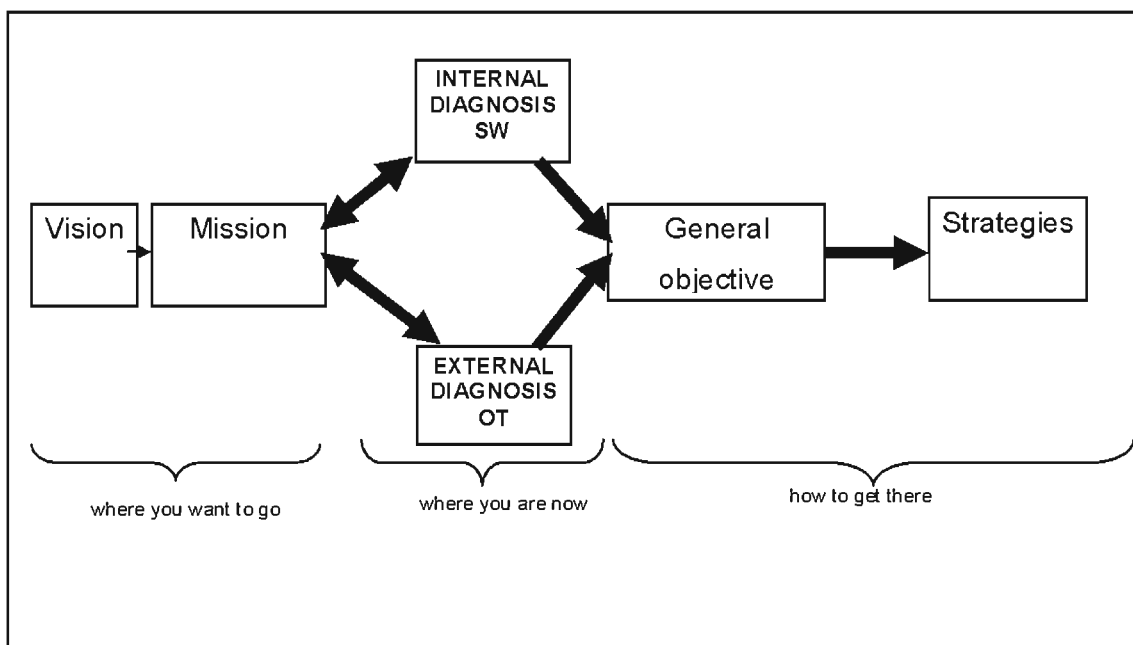 INTERNAL
DIAGNOSIS
SW
Vision
Mission
General
objective
Strategies
EXTERNAL
DIAGNOSIS
OT
where you want to go
where you are now
how to get there